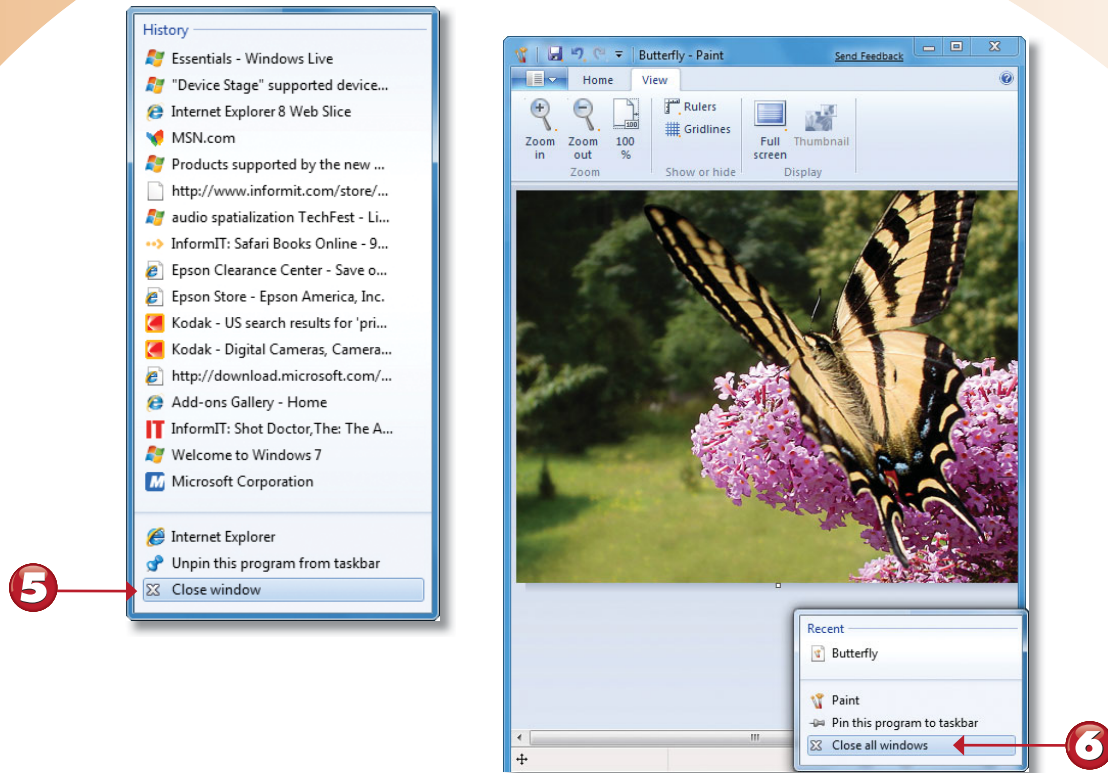 History
Essentials - Windows Live
"Device Stage" supported device...
Internet Explorer 8 Web Slice
MSN.com
Products supported by the new ...
http://www.informit.com/store/...
audio spatialization TechFest - Li...
InformIT: Safari Books Online - 9...
Epson Clearance Center - Save o...
Epson Store - Epson America, Inc.
Kodak - US search results for 'pri...
Kodak - Digital Cameras, Camera...
http://download.microsoft.com/...
Add-ons Gallery - Home
IT InformIT: Shot Doctor,The: The A...
Welcome to Windows 7
M Microsoft Corporation
Internet Explorer
Unpin this program from taskbar
5 Close window
Butterfly - Paint Send Feedback
Home View
Zoom in
Zoom out
100 %
100
Rulers
Gridlines
Full screen
Thumbnail
Zoom Show or hide Display
Recent
Butterfly
Paint
Pin this program to taskbar
Close all windows 6